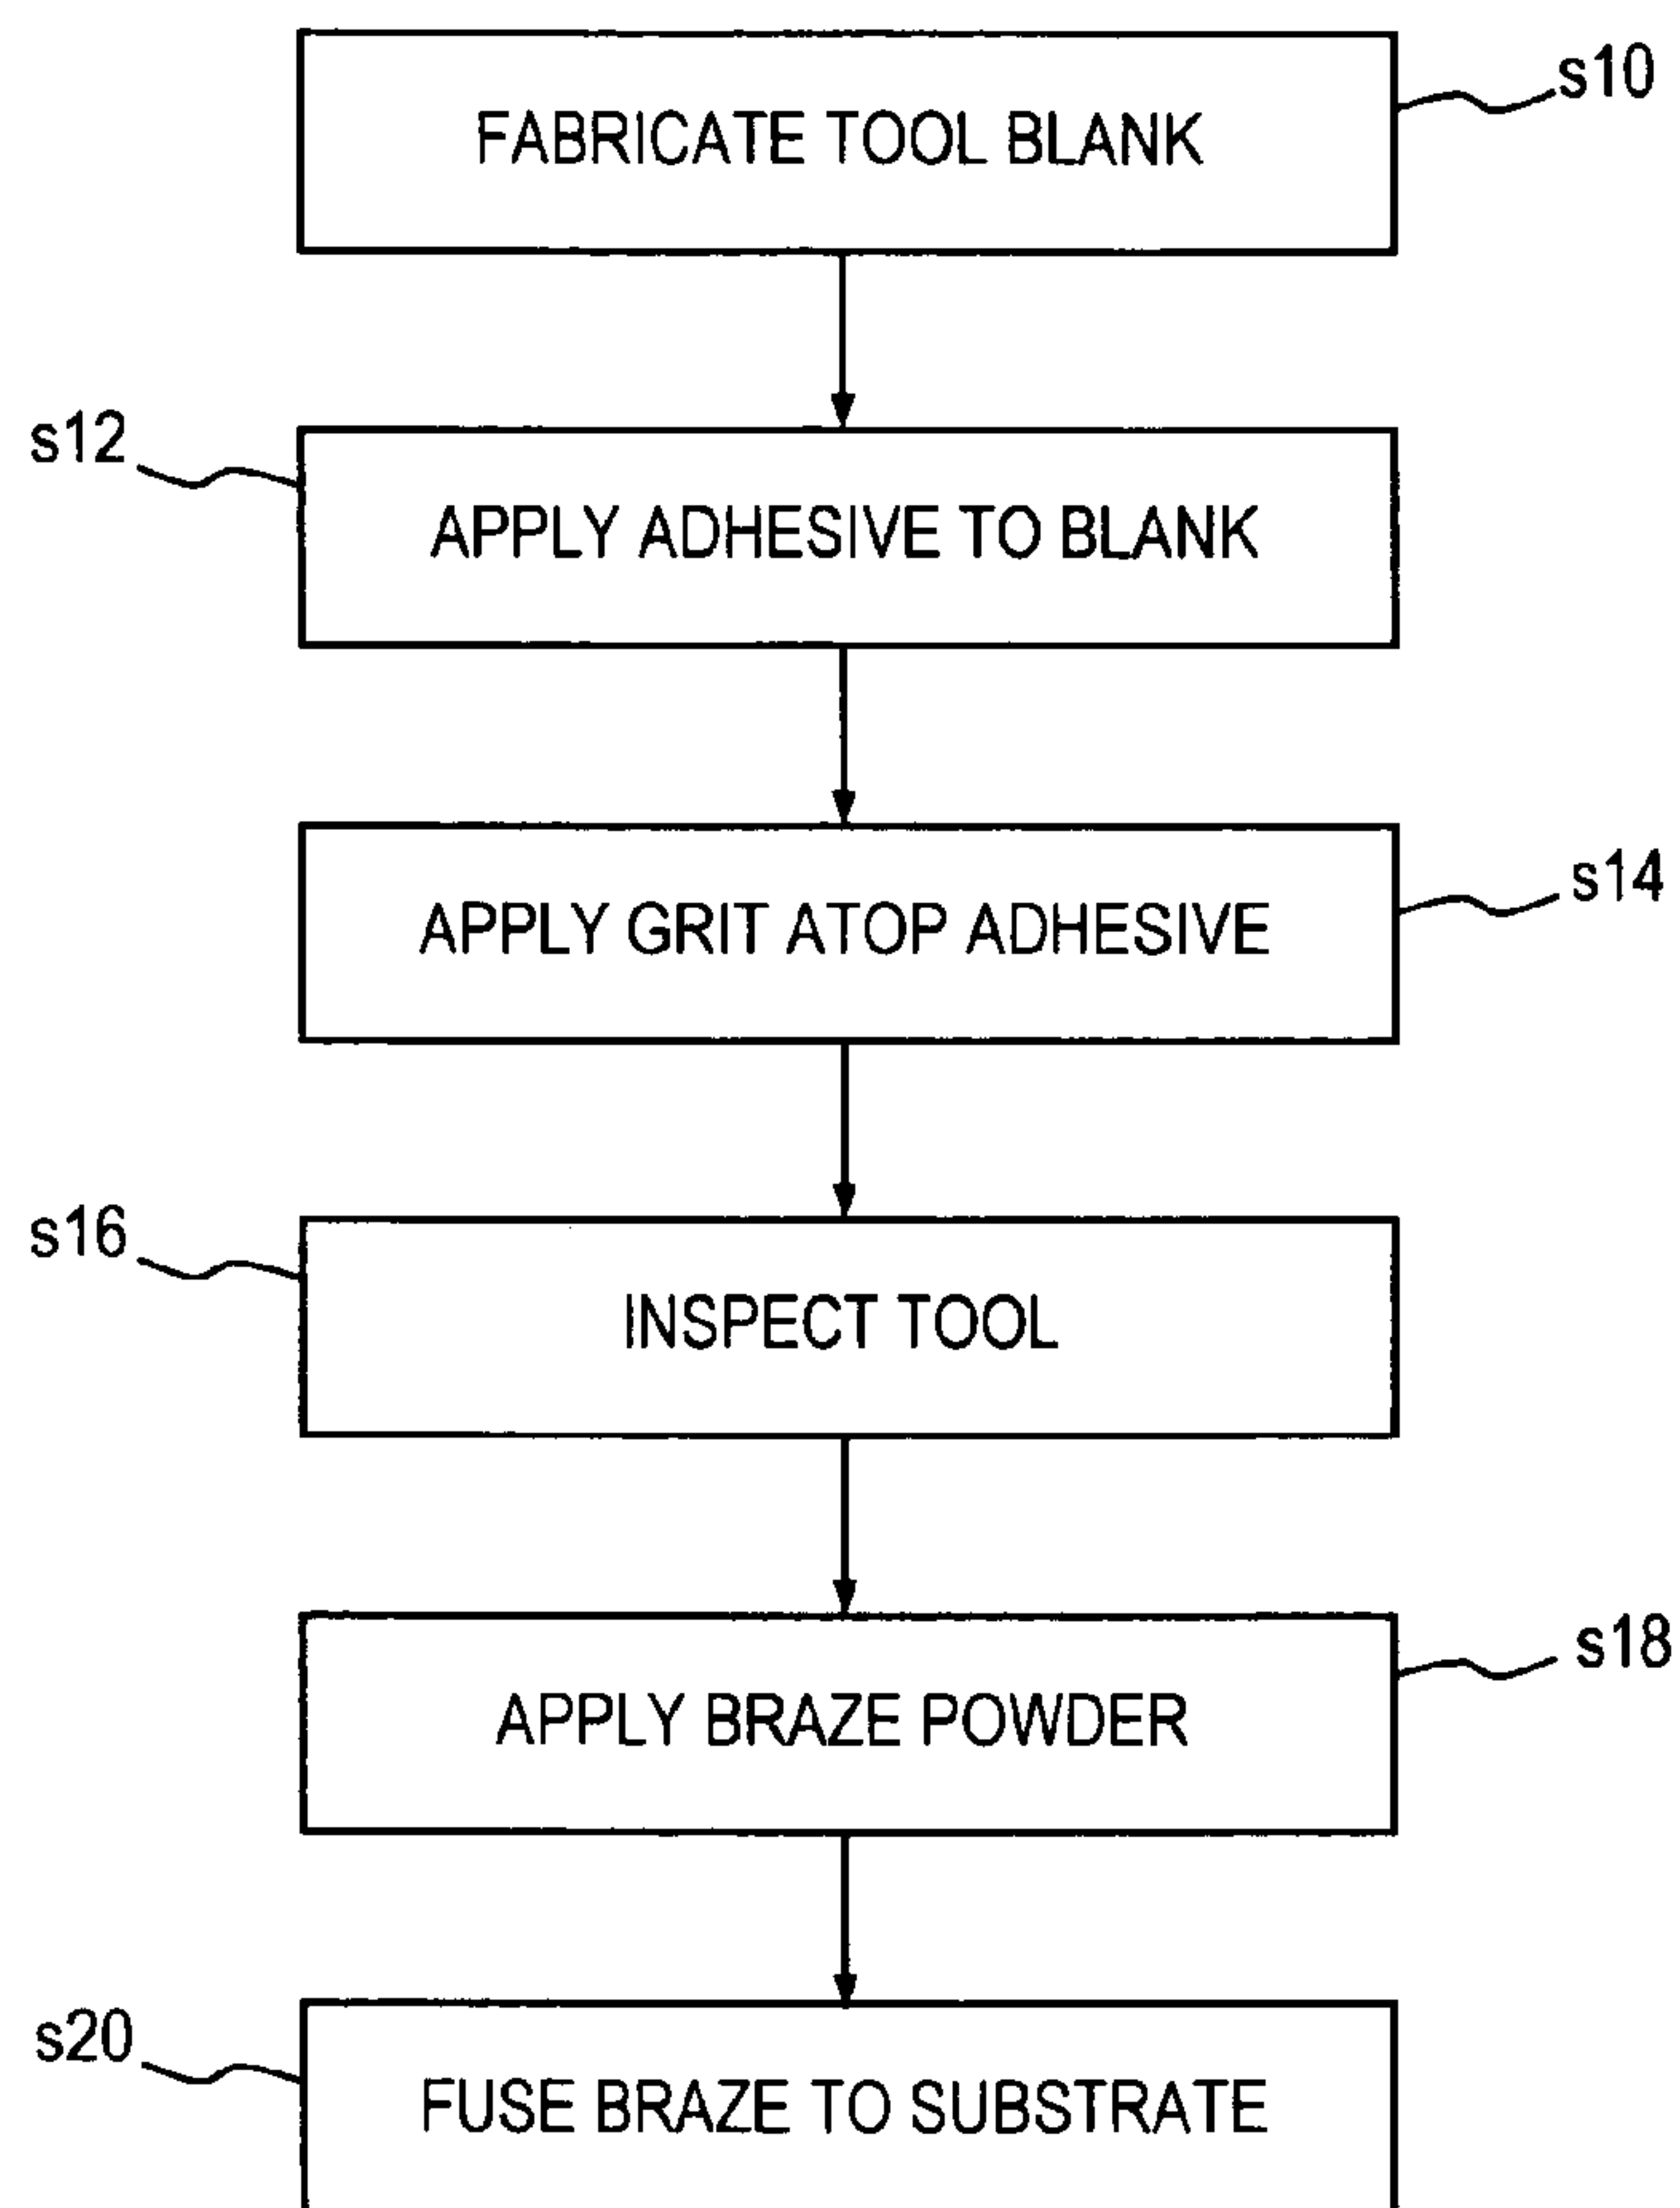 FABRICATE TOOL BLANK
s10
s12
APPLY ADHESIVE TO BLANK
APPLY GRIT ATOP ADHESIVE
s14
s16
INSPECT TOOL
APPLY BRAZE POWDER
s18
s20
FUSE BRAZE TO SUBSTRATE